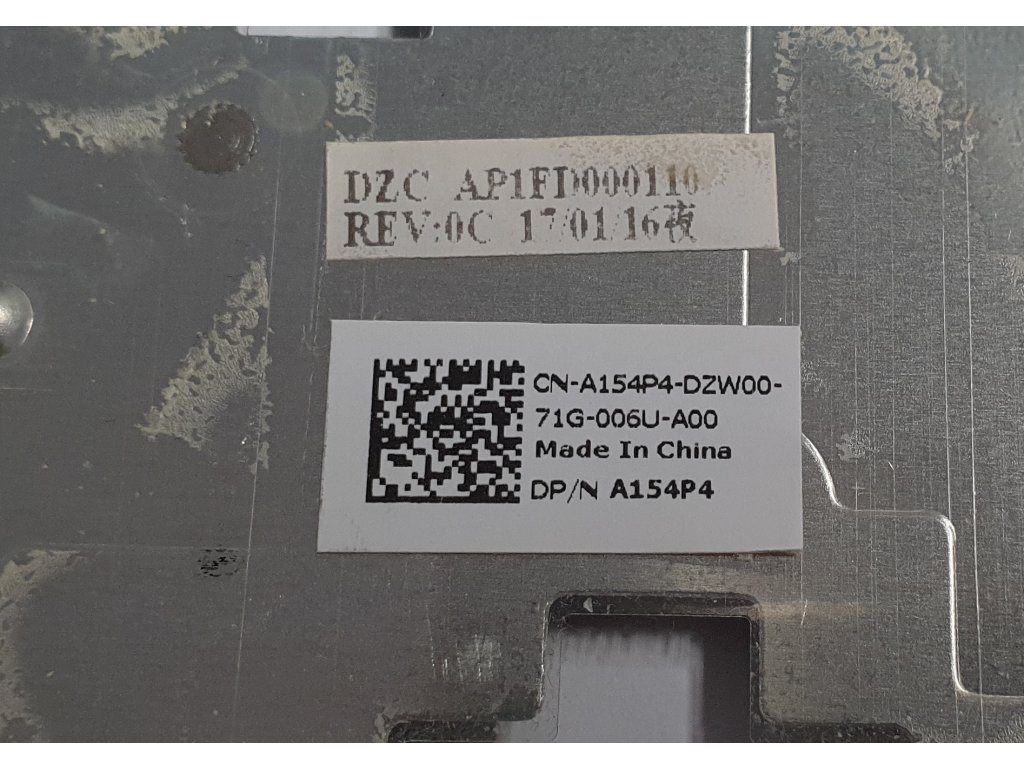 DZC AP1FD000110
REV:0C 17/01/16夜
CN-A154P4-DZW00-
71G-006U-A00
Made In China
DP/N A154P4